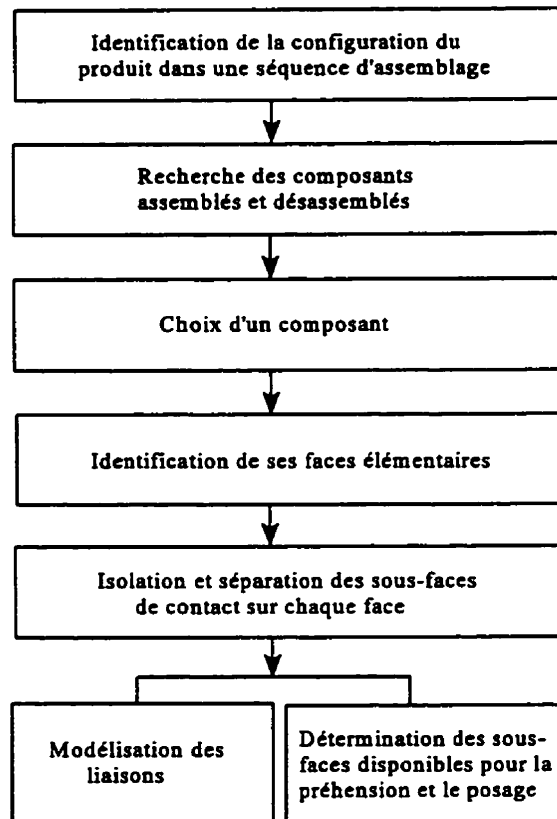 Identification de la configuration du
produit dans une séquence d'assemblage
Recherche des composants
assemblés et désassemblés
Choix d'un composant
Identification de ses faces élémentaires
Isolation et séparation des sous-faces
de contact sur chaque face
Modélisation des
liaisons
Détermination des sous-
faces disponibles pour la
préhension et le posage